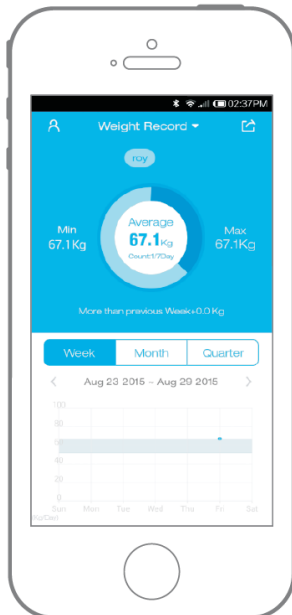 02:37PM
Weight Record
roy
Min
67.1Kg
Average
67.1Kg
Count:1/7Day
Max
67.1Kg
More than previous Week+0.0 Kg
Week Month Quarter
Aug 23 2015 - Aug 29 2015
100
80
60
40
20
0
Sun Mon Tue Wed Thu Fri Sat